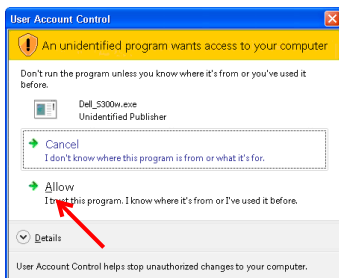 User Account Control
An unidentified program wants access to your computer
Don't run the program unless you know where it's from or you've used it
before.
Dell_S300w.exe
Unidentified Publisher
Cancel
I don't know where this program is from or what it's for.
Allow
I trust this program. I know where it's from or I've used it before.
Details
User Account Control helps stop unauthorized changes to your computer.